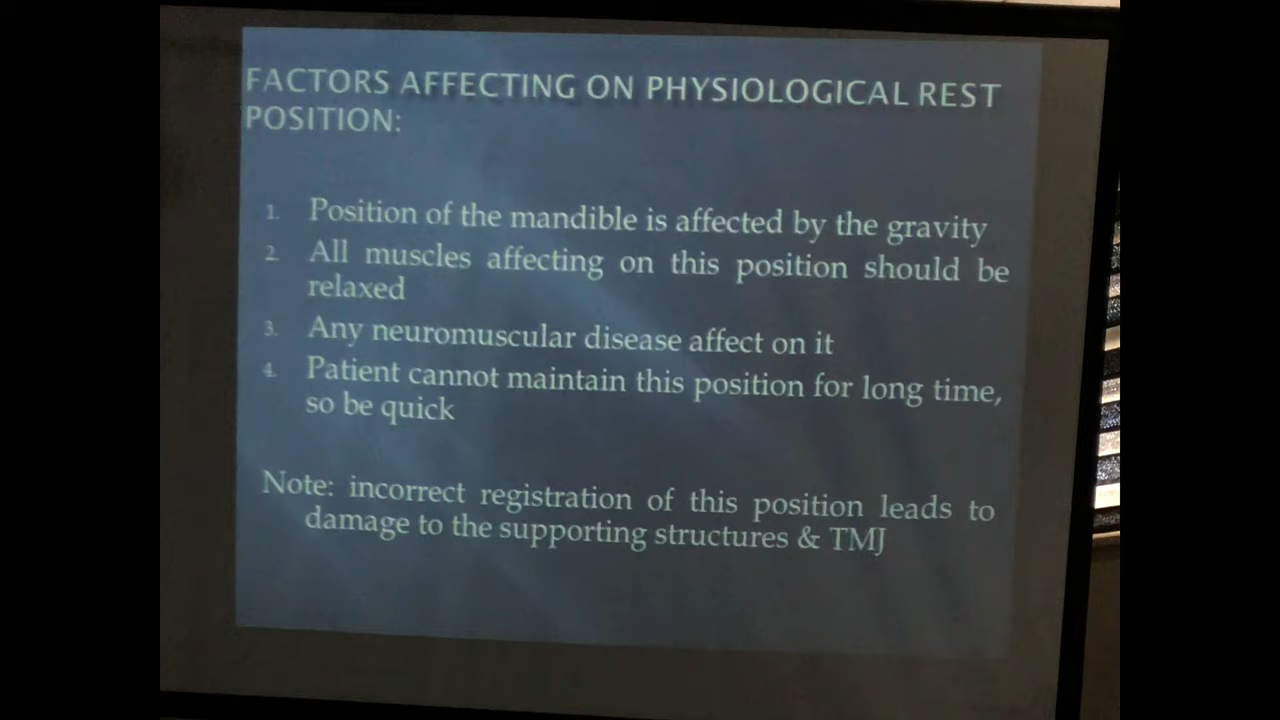 FACTORS AFFECTING ON PHYSIOLOGICAL REST
POSITION:
1. Position of the mandible is affected by the gravity
2. All muscles affecting on this position should be
relaxed
3. Any neuromuscular disease affect on it
4. Patient cannot maintain this position for long time,
so be quick
Note: incorrect registration of this position leads to
damage to the supporting structures & TMJ